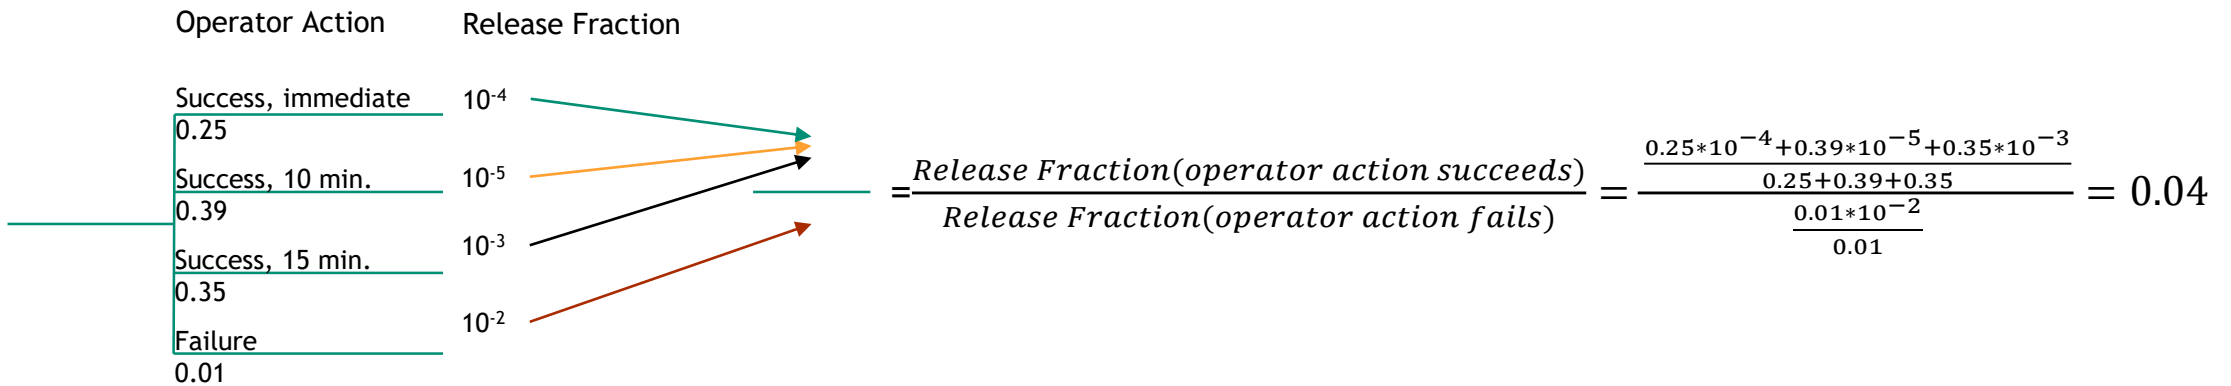 Operator Action Release Fraction
Success, immediate 10⁻⁴
0.25
Success, 10 min. 10⁻⁵
0.39
Success, 15 min. 10⁻³
0.35
Failure 10⁻²
0.01
= Release Fraction(operator action succeeds) / Release Fraction(operator action fails) = ((0.25*10⁻⁴+0.39*10⁻⁵+0.35*10⁻³) / (0.25+0.39+0.35)) / ((0.01*10⁻²) / 0.01) = 0.04